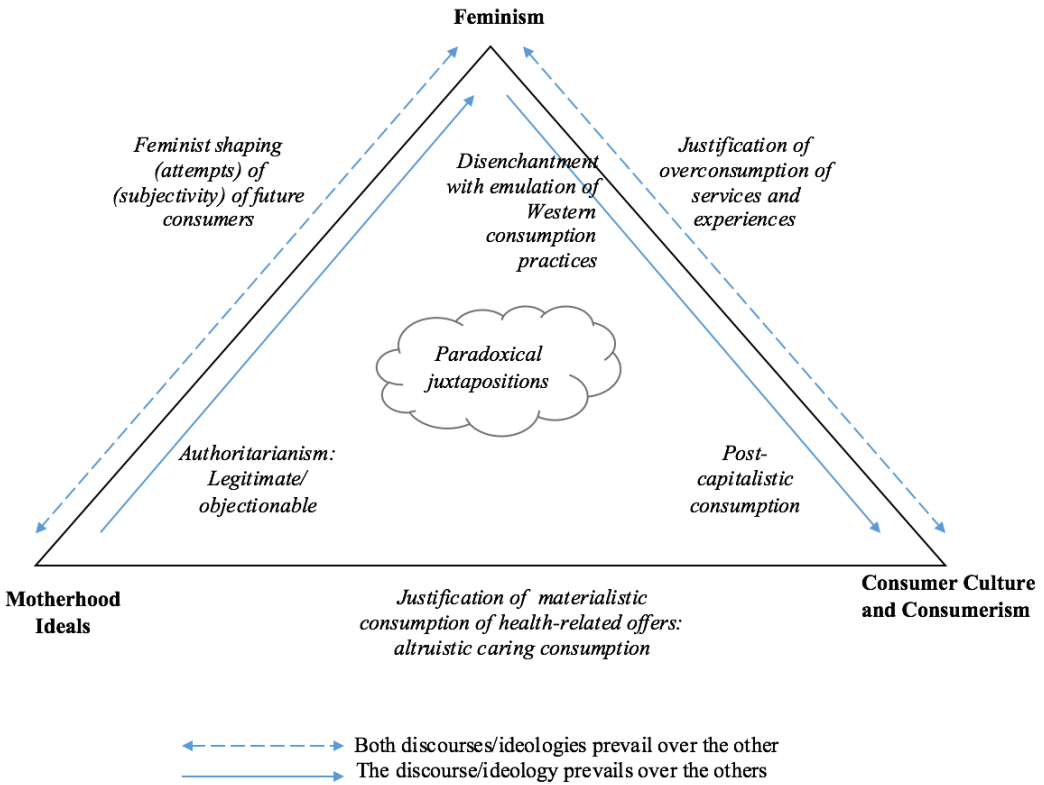 Feminism
Feminist shaping
(attempts) of
(subjectivity) of future
consumers
Disenchantment
with emulation of
Western
consumption
practices
Justification of
overconsumption of
services and
experiences
Paradoxical
juxtapositions
Authoritarianism:
Legitimate/
objectionable
Post-
capitalistic
consumption
Motherhood
Ideals
Justification of materialistic
consumption of health-related offers:
altruistic caring consumption
Consumer Culture
and Consumerism
Both discourses/ideologies prevail over the other
The discourse/ideology prevails over the others